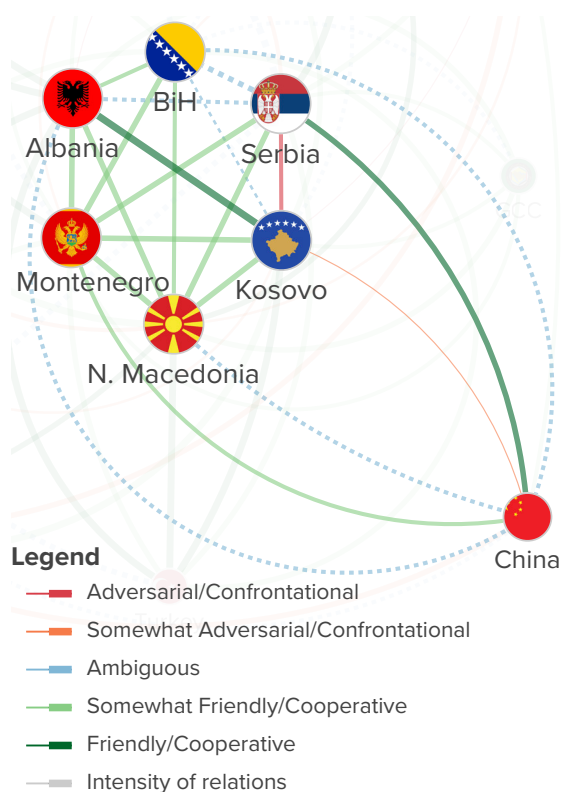 BiH
Albania
Serbia
Montenegro
Kosovo
N. Macedonia
China
Legend
Adversarial/Confrontational
Somewhat Adversarial/Confrontational
Ambiguous
Somewhat Friendly/Cooperative
Friendly/Cooperative
Intensity of relations